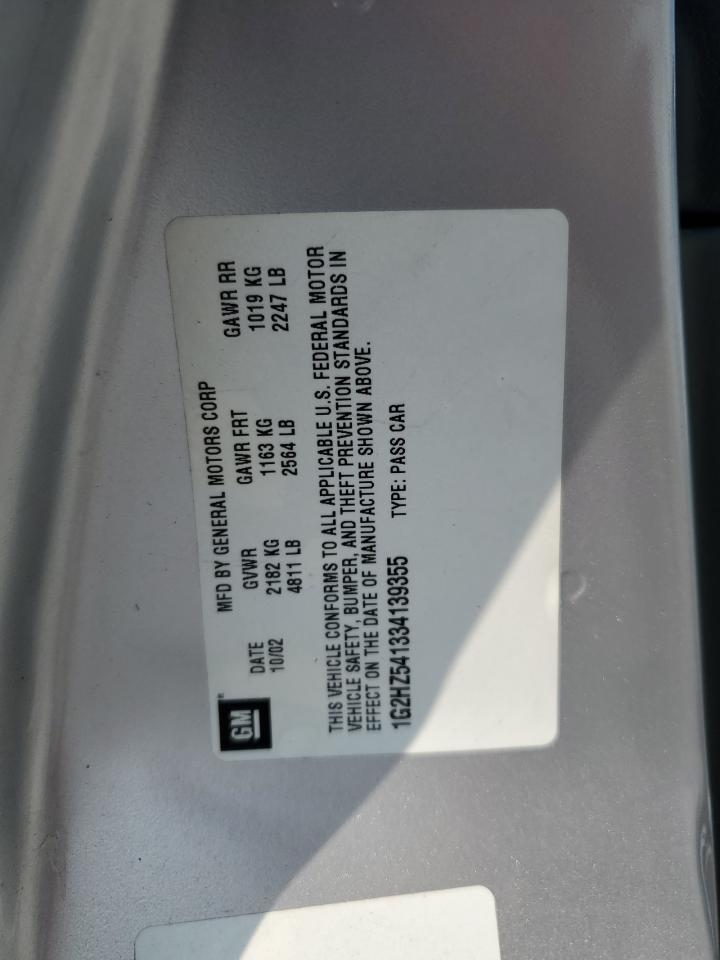 GM®
MFD BY GENERAL MOTORS CORP
DATE GVWR GAWR FRT GAWR RR
10/02 2182 KG 1163 KG 1019 KG
4811 LB 2564 LB 2247 LB
THIS VEHICLE CONFORMS TO ALL APPLICABLE U.S. FEDERAL MOTOR
VEHICLE SAFETY, BUMPER, AND THEFT PREVENTION STANDARDS IN
EFFECT ON THE DATE OF MANUFACTURE SHOWN ABOVE.
1G2HZ541334139355 TYPE: PASS CAR